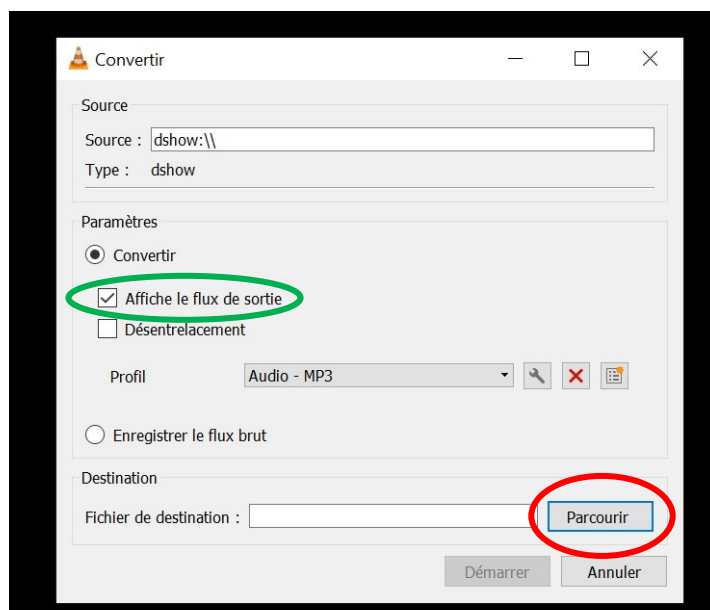 Convertir
Source
Source : dshow:\\
Type : dshow
Paramètres
Convertir
Affiche le flux de sortie
Désentrelacement
Profil Audio - MP3
Enregistrer le flux brut
Destination
Fichier de destination : Parcourir
Démarrer Annuler